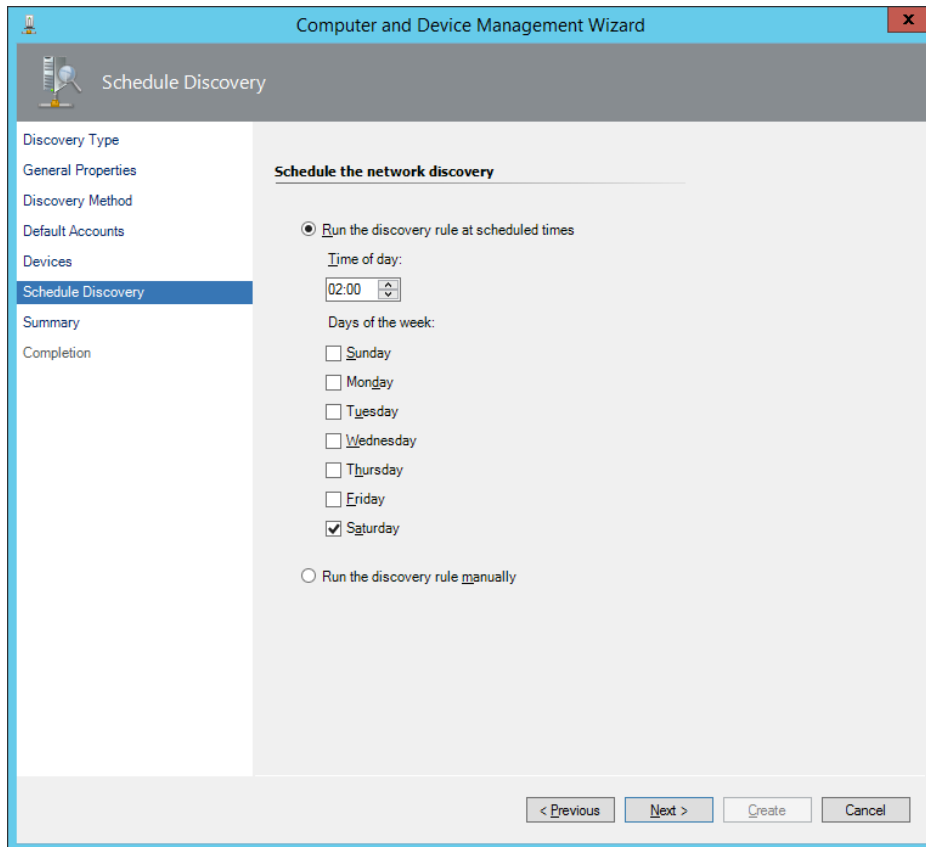 Computer and Device Management Wizard
x
Schedule Discovery
Discovery Type
General Properties
Discovery Method
Default Accounts
Devices
Schedule Discovery
Summary
Completion
Schedule the network discovery
Run the discovery rule at scheduled times
Time of day:
02:00
Days of the week:
Sunday
Monday
Tuesday
Wednesday
Thursday
Friday
Saturday
Run the discovery rule manually
< Previous
Next >
Create
Cancel